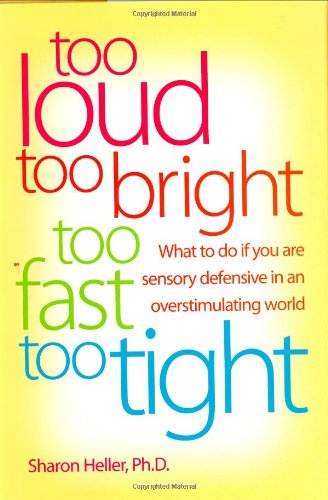 Copyrighted Material
too
loud
too bright
too
What to do if you are
fast
sensory defensive in an
overstimulating world
too tight
Sharon Heller, Ph.D.
Copyrighted Material